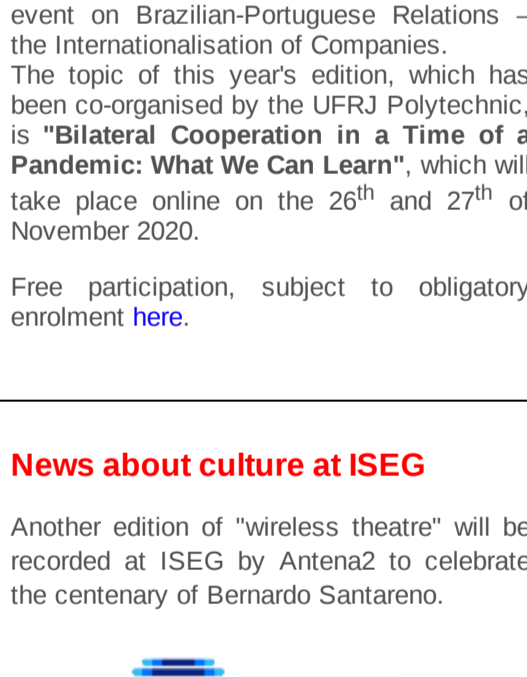 event on Brazilian-Portuguese Relations –
the Internationalisation of Companies.
The topic of this year's edition, which has
been co-organised by the UFRJ Polytechnic,
is "Bilateral Cooperation in a Time of a
Pandemic: What We Can Learn", which will
take place online on the 26th and 27th of
November 2020.
Free participation, subject to obligatory
enrolment here.
News about culture at ISEG
Another edition of "wireless theatre" will be
recorded at ISEG by Antena2 to celebrate
the centenary of Bernardo Santareno.